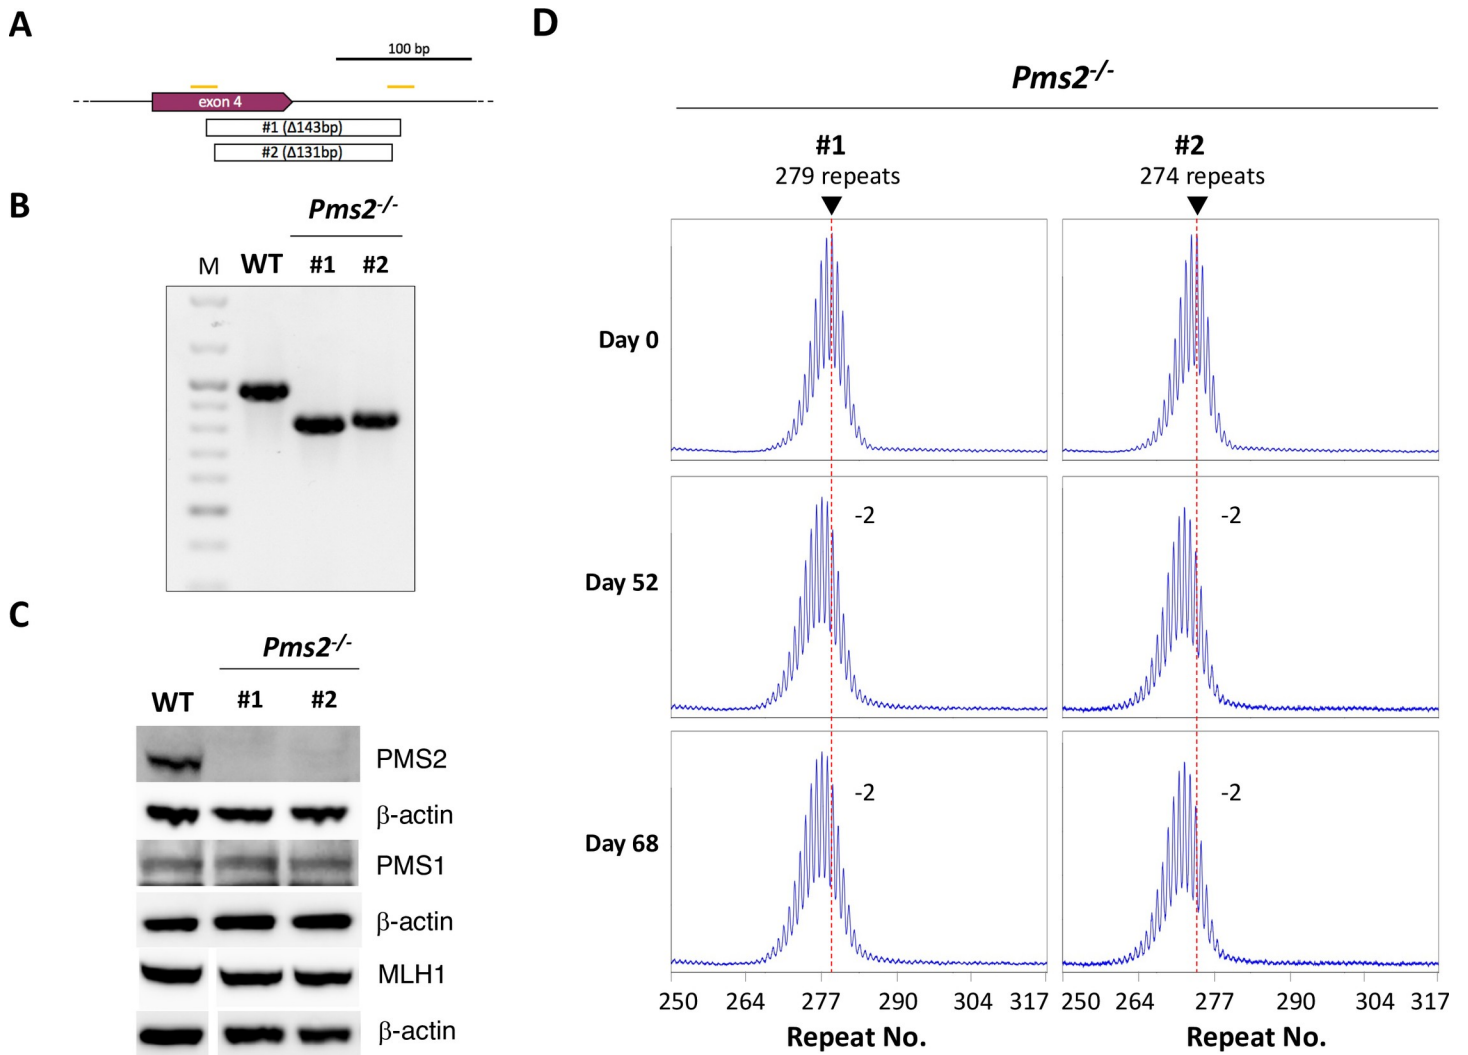 A
100 bp
exon 4
#1 (Δ143bp)
#2 (Δ131bp)
B
Pms2-/-
M WT #1 #2
C
Pms2-/-
WT #1 #2
PMS2
β-actin
PMS1
β-actin
MLH1
β-actin
D
Pms2-/-
#1 #2
279 repeats 274 repeats
Day 0
Day 52
-2 -2
Day 68
-2 -2
250 264 277 290 304 317 250 264 277 290 304 317
Repeat No. Repeat No.